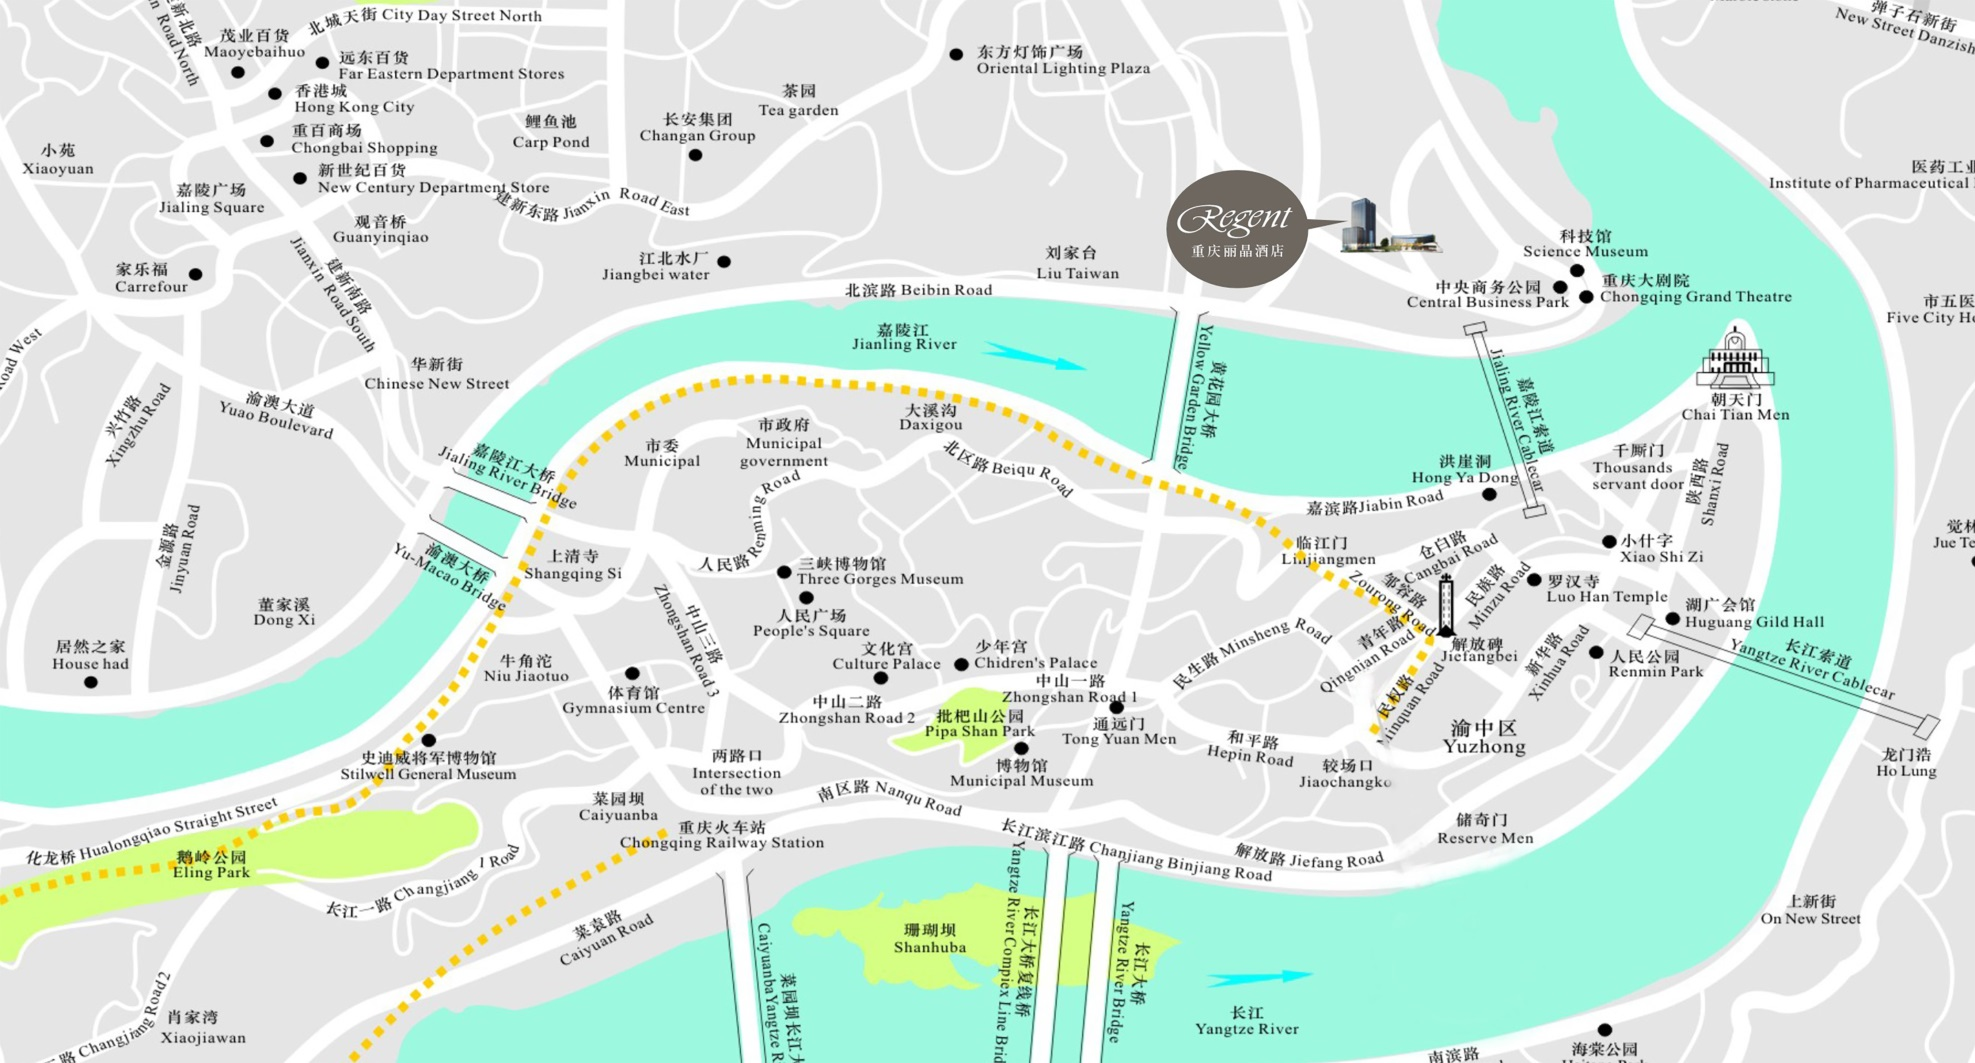 北城天街 City Day Street North
茂业百货
Maoyebaihuo
远东百货
Far Eastern Department Stores
香港城
Hong Kong City
重百商场
Chongbai Shopping
新世纪百货
New Century Department Store
小苑
Xiaoyuan
嘉陵广场
Jialing Square
观音桥
Guanyinqiao
家乐福
Carrefour
建新南路
Jianxin Road South
鲤鱼池
Carp Pond
长安集团
Changan Group
茶园
Tea garden
东方灯饰广场
Oriental Lighting Plaza
建新东路 Jianxin Road East
江北水厂
Jiangbei water
刘家台
Liu Taiwan
北滨路 Beibin Road
Regent
重庆丽晶酒店
弹子石新街
New Street Danzish
医药工业
Institute of Pharmaceutical
科技馆
Science Museum
中央商务公园
Central Business Park
重庆大剧院
Chongqing Grand Theatre
市五医
Five City Ho
嘉陵江
Jianling River
黄花园大桥
Yellow Garden Bridge
嘉陵江索道
Jialing River Cablecar
朝天门
Chai Tian Men
华新街
Chinese New Street
渝澳大道
Yuao Boulevard
兴竹路
Xingzhu Road
oad West
金源路
Jinyuan Road
嘉陵江大桥
Jialing River Bridge
渝澳大桥
Yu-Macao Bridge
市委
Municipal
市政府
Municipal
government
大溪沟
Daxigou
北区路 Beiqu Road
人民路 Renming Road
洪崖洞
Hong Ya Dong
嘉滨路 Jiabin Road
千厮门
Thousands
servant door
陕西路
Shanxi Road
上清寺
Shangqing Si
三峡博物馆
Three Gorges Museum
人民广场
People's Square
临江门
Linjiangmen
仓白路
Cangbai Road
邹容路
Zourong Road
民族路
Minzu Road
小什字
Xiao Shi Zi
罗汉寺
Luo Han Temple
湖广会馆
Huguang Gild Hall
长江索道
Yangtze River Cablecar
董家溪
Dong Xi
居然之家
House had
牛角沱
Niu Jiaotuo
体育馆
Gymnasium Centre
中山三路
Zhongshan Road 3
文化宫
Culture Palace
少年宫
Chidren's Palace
中山一路
Zhongshan Road 1
中山二路
Zhongshan Road 2
批杷山公园
Pipa Shan Park
通远门
Tong Yuan Men
博物馆
Municipal Museum
民生路 Minsheng Road
青年路
Qingnian Road
解放碑
Jiefangbei
民权路
Minquan Road
新华路
Xinhua Road
人民公园
Renmin Park
渝中区
Yuzhong
和平路
Hepin Road
较场口
Jiaochangko
龙门浩
Ho Lung
史迪威将军博物馆
Stilwell General Museum
两路口
Intersection
of the two
菜园坝
Caiyuanba
重庆火车站
Chongqing Railway Station
南区路 Nanqu Road
化龙桥 Hualongqiao Straight Street
鹅岭公园
Eling Park
长江一路 Changjiang 1 Road
长江滨江路 Chanjiang Binjiang Road
解放路 Jiefang Road
储奇门
Reserve Men
菜袁路
Caiyuan Road
珊瑚坝
Shanhuba
长江大桥复线桥
Yangtze River Compiex Line Brid
长江大桥
Yangtze River Bridge
菜园坝长江大
Caiyuanba Yangtze R
长江
Yangtze River
上新街
On New Street
肖家湾
Xiaojiawan
路 Changjiang Road 2
南滨路
海棠公园